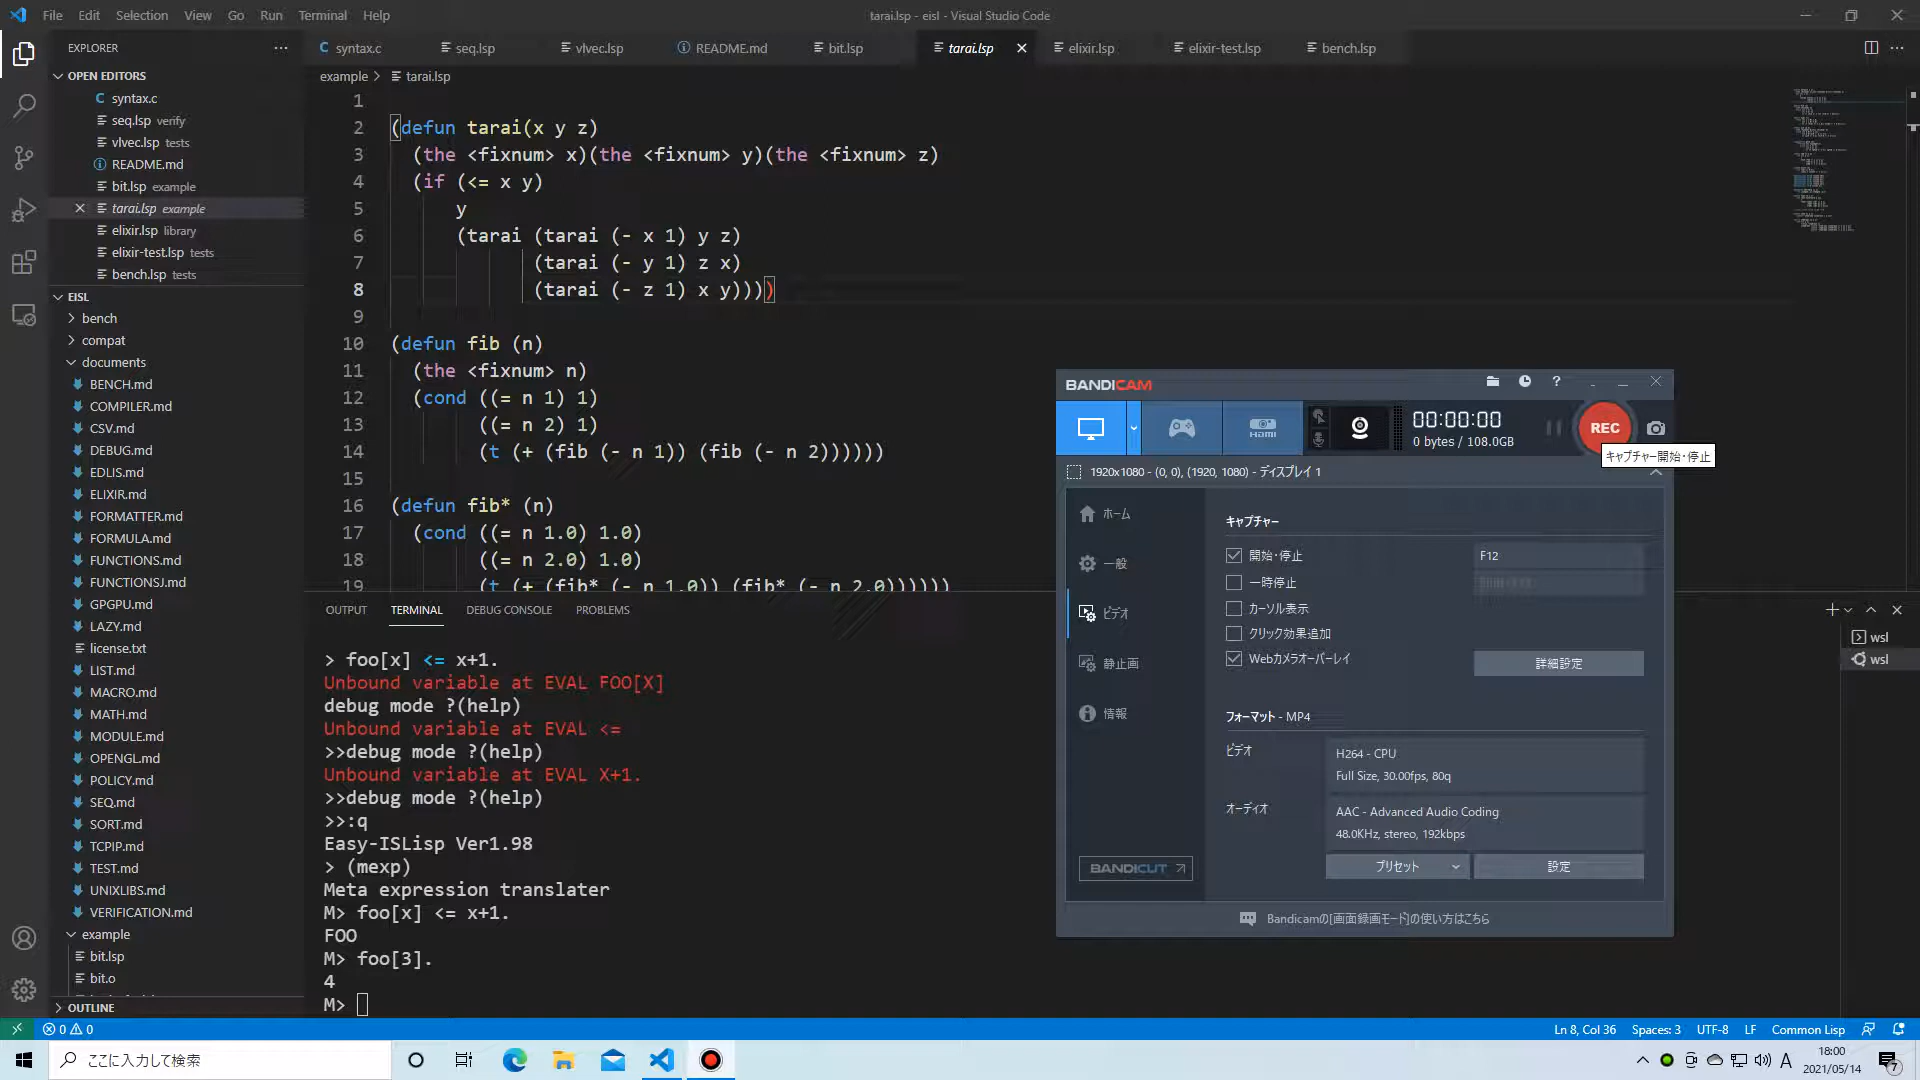 File Edit Selection View Go Run Terminal Help
tarai.lsp - eisl - Visual Studio Code
EXPLORER
syntax.c seq.lsp vlvec.lsp README.md bit.lsp tarai.lsp elixir.lsp elixir-test.lsp bench.lsp
OPEN EDITORS
example > tarai.lsp
syntax.c
seq.lsp verify
vlvec.lsp tests
README.md
bit.lsp example
tarai.lsp example
elixir.lsp library
elixir-test.lsp tests
bench.lsp tests
EISL
bench
compat
documents
BENCH.md
COMPILER.md
CSV.md
DEBUG.md
EDLIS.md
ELIXIR.md
FORMATTER.md
FORMULA.md
FUNCTIONS.md
FUNCTIONSJ.md
GPGPU.md
LAZY.md
license.txt
LIST.md
MACRO.md
MATH.md
MODULE.md
OPENGL.md
POLICY.md
SEQ.md
SORT.md
TCPIP.md
TEST.md
UNIXLIBS.md
VERIFICATION.md
example
bit.lsp
bit.o
OUTLINE
1
2 (defun tarai(x y z)
3 (the <fixnum> x)(the <fixnum> y)(the <fixnum> z)
4 (if (<= x y)
5 y
6 (tarai (tarai (- x 1) y z)
7 (tarai (- y 1) z x)
8 (tarai (- z 1) x y))))
9
10 (defun fib (n)
11 (the <fixnum> n)
12 (cond ((= n 1) 1)
13 ((= n 2) 1)
14 (t (+ (fib (- n 1)) (fib (- n 2))))))
15
16 (defun fib* (n)
17 (cond ((= n 1.0) 1.0)
18 ((= n 2.0) 1.0)
19 (t (+ (fib* (- n 1.0)) (fib* (- n 2.0))))))
OUTPUT TERMINAL DEBUG CONSOLE PROBLEMS
> foo[x] <= x+1.
Unbound variable at EVAL FOO[X]
debug mode ?(help)
Unbound variable at EVAL <=
>>debug mode ?(help)
Unbound variable at EVAL X+1.
>>debug mode ?(help)
>>:q
Easy-ISLisp Ver1.98
> (mexp)
Meta expression translater
M> foo[x] <= x+1.
FOO
M> foo[3].
4
M>
wsl
wsl
BANDICAM
HDMI
00:00:00
0 bytes / 108.0GB
REC
キャプチャー開始・停止
1920x1080 - (0, 0), (1920, 1080) - ディスプレイ 1
ホーム
一般
ビデオ
静止画
情報
BANDICUT
キャプチャー
開始・停止 F12
一時停止
カーソル表示
クリック効果追加
Webカメラオーバーレイ 詳細設定
フォーマット - MP4
ビデオ
H264 - CPU
Full Size, 30.00fps, 80q
オーディオ
AAC - Advanced Audio Coding
48.0KHz, stereo, 192kbps
プリセット 設定
Bandicamの[画面録画モード]の使い方はこちら
0 0 Ln 8, Col 36 Spaces: 3 UTF-8 LF Common Lisp
ここに入力して検索
A
18:00
2021/05/14
7